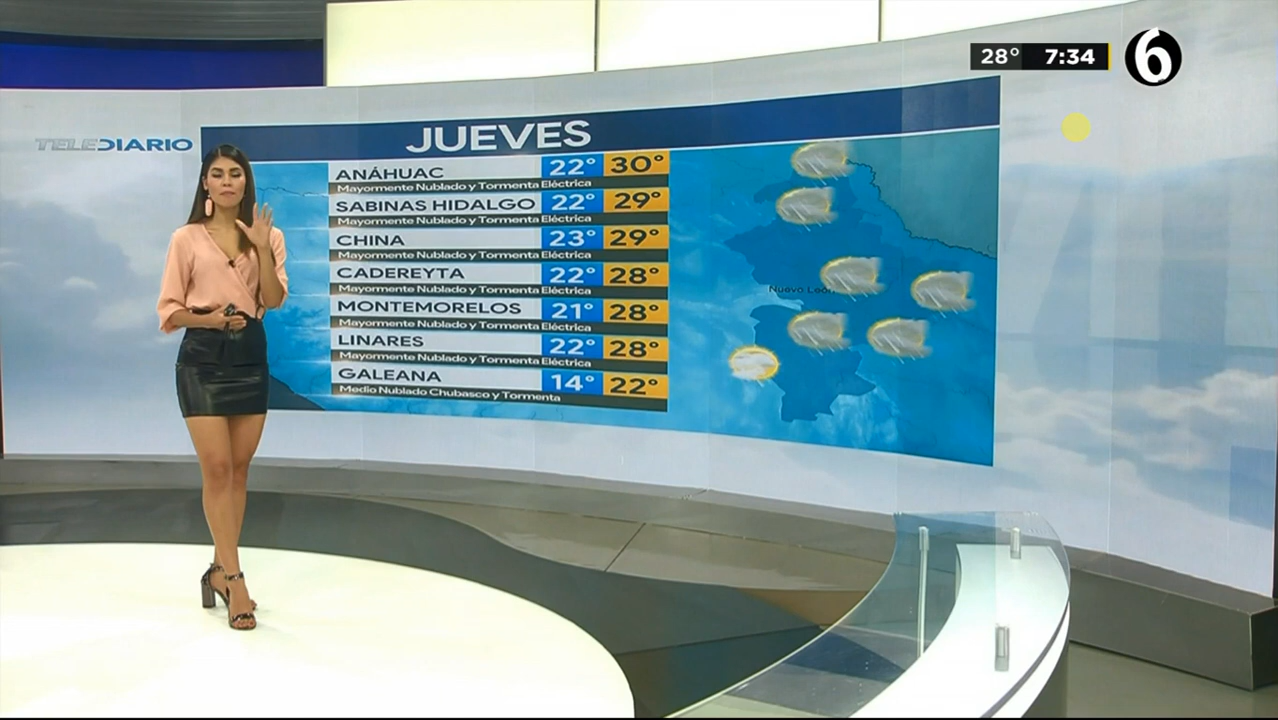 28° 7:34 6
TELEDIARIO
JUEVES
ANÁHUAC 22° 30°
Mayormente Nublado y Tormenta Eléctrica
SABINAS HIDALGO 22° 29°
Mayormente Nublado y Tormenta Eléctrica
CHINA 23° 29°
Mayormente Nublado y Tormenta Eléctrica
CADEREYTA 22° 28°
Mayormente Nublado y Tormenta Eléctrica
MONTEMORELOS 21° 28°
Mayormente Nublado y Tormenta Eléctrica
LINARES 22° 28°
Mayormente Nublado y Tormenta Eléctrica
GALEANA 14° 22°
Medio Nublado Chubasco y Tormenta
Nuevo León